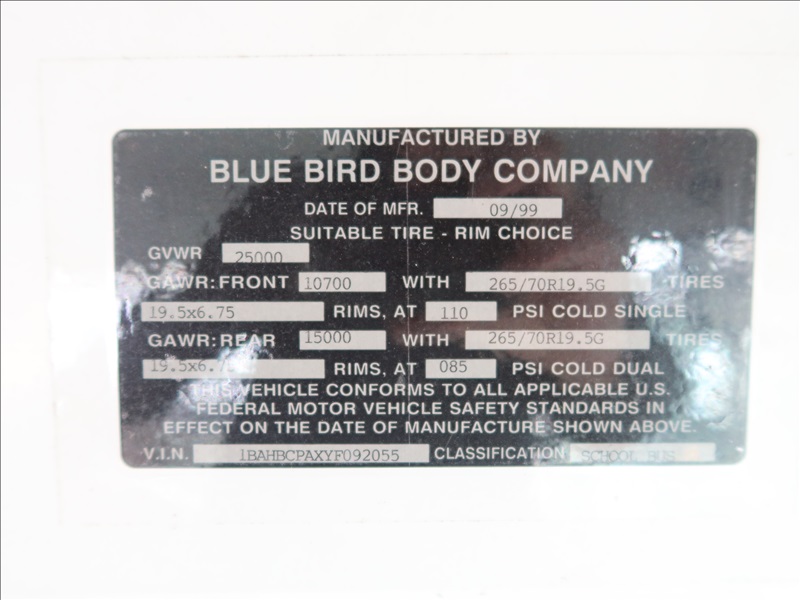 MANUFACTURED BY
BLUE BIRD BODY COMPANY
DATE OF MFR. 09/99
SUITABLE TIRE - RIM CHOICE
GVWR 25000
GAWR: FRONT 10700 WITH 265/70R19.5G TIRES
19.5x6.75 RIMS, AT 110 PSI COLD SINGLE
GAWR: REAR 15000 WITH 265/70R19.5G TIRES
19.5x6.75 RIMS, AT 085 PSI COLD DUAL
THIS VEHICLE CONFORMS TO ALL APPLICABLE U.S.
FEDERAL MOTOR VEHICLE SAFETY STANDARDS IN
EFFECT ON THE DATE OF MANUFACTURE SHOWN ABOVE.
V.I.N. 1BAHBCPAXYF092055 CLASSIFICATION SCHOOL BUS